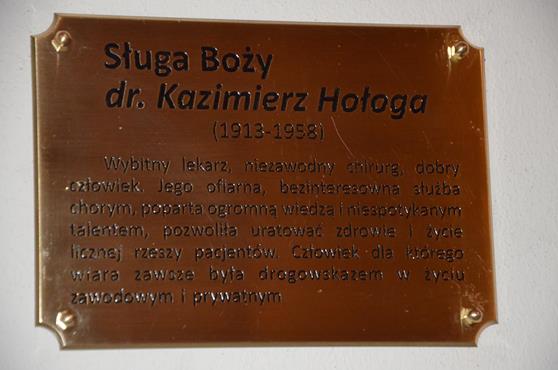 Sługa Boży
dr. Kazimierz Hołoga
(1913-1958)
Wybitny lekarz, niezawodny chirurg, dobry
człowiek. Jego ofiarna, bezinteresowna służba
chorym, poparta ogromną wiedzą i niespotykanym
talentem, pozwoliła uratować zdrowie i życie
licznej rzeszy pacjentów. Człowiek dla którego
wiara zawsze była drogowskazem w życiu
zawodowym i prywatnym